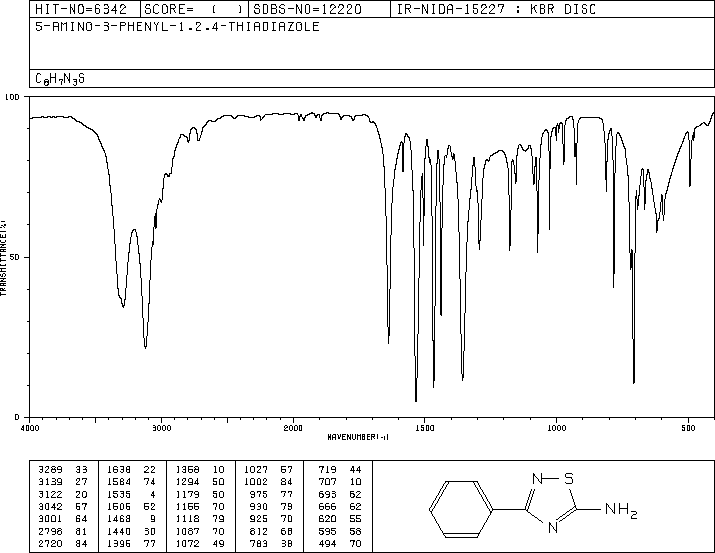 HIT-NO=6342 SCORE= ( ) SDBS-NO=12220 IR-NIDA-15227 : KBR DISC
5-AMINO-3-PHENYL-1,2,4-THIADIAZOLE
C8H7N3S
100
TRANSMITTANCE(%)
50
0
4000 3000 2000 1500 1000 500
WAVENUMBER(-1)
3289 33 1638 22 1358 10 1027 57 719 44
3139 27 1584 74 1294 50 1002 84 707 10
3122 20 1535 4 1179 50 975 77 693 62
3042 57 1506 62 1166 70 930 79 666 62
3001 64 1468 9 1118 79 925 70 620 55
2798 81 1440 30 1087 70 812 68 595 58
2720 84 1396 77 1072 49 783 38 494 70
N S
N NH2